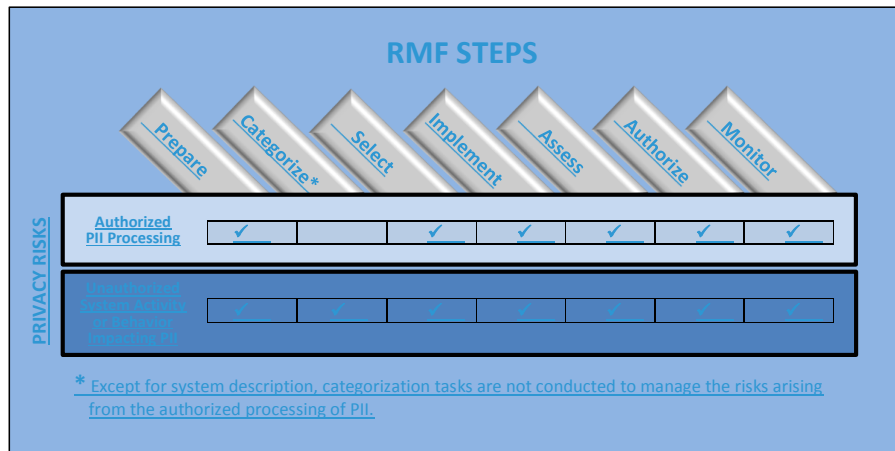 RMF STEPS
Prepare
Categorize*
Select
Implement
Assess
Authorize
Monitor
PRIVACY RISKS
Authorized
PII Processing
✓ ✓ ✓ ✓ ✓ ✓
Unauthorized
System Activity
or Behavior
Impacting PII
✓ ✓ ✓ ✓ ✓ ✓ ✓
* Except for system description, categorization tasks are not conducted to manage the risks arising
from the authorized processing of PII.